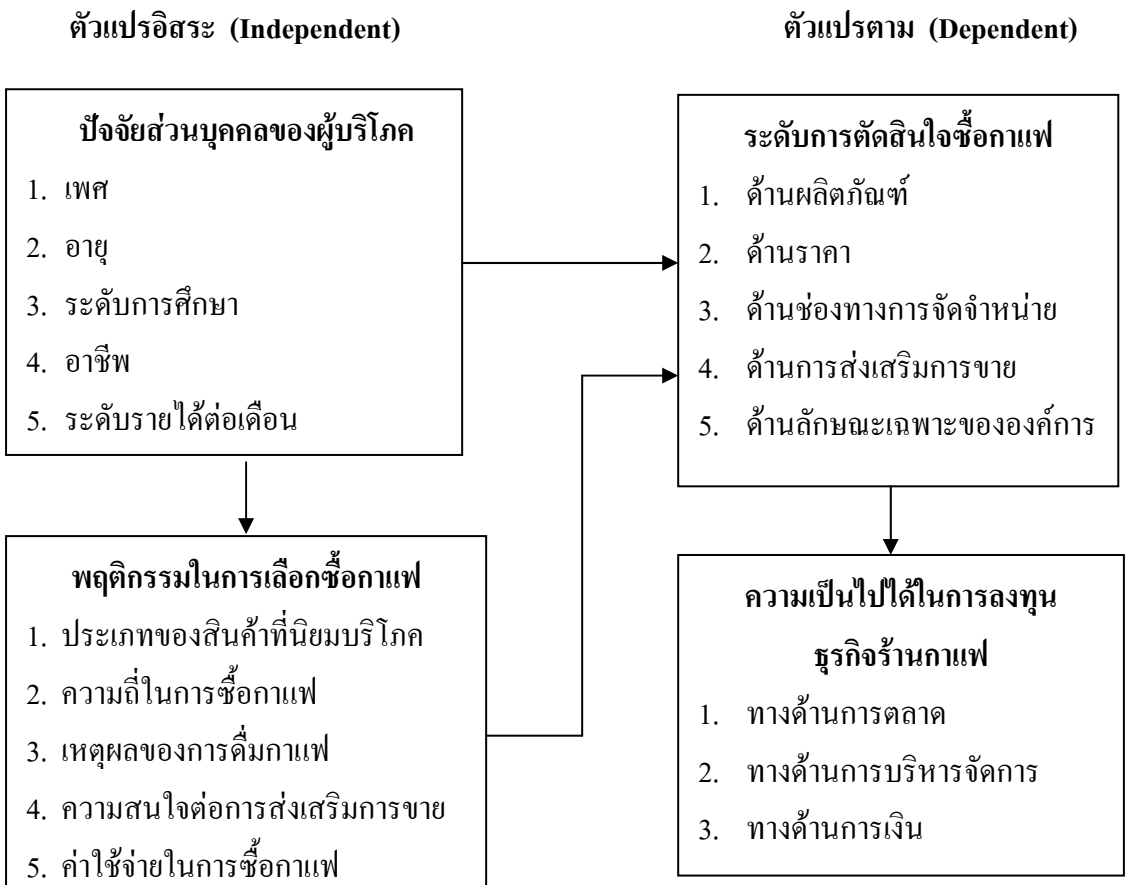 ตัวแปรอิสระ (Independent)
ตัวแปรตาม (Dependent)
ปัจจัยส่วนบุคคลของผู้บริโภค
1. เพศ
2. อายุ
3. ระดับการศึกษา
4. อาชีพ
5. ระดับรายได้ต่อเดือน
ระดับการตัดสินใจซื้อกาแฟ
1. ด้านผลิตภัณฑ์
2. ด้านราคา
3. ด้านช่องทางการจัดจำหน่าย
4. ด้านการส่งเสริมการขาย
5. ด้านลักษณะเฉพาะขององค์การ
พฤติกรรมในการเลือกซื้อกาแฟ
1. ประเภทของสินค้าที่นิยมบริโภค
2. ความถี่ในการซื้อกาแฟ
3. เหตุผลของการดื่มกาแฟ
4. ความสนใจต่อการส่งเสริมการขาย
5. ค่าใช้จ่ายในการซื้อกาแฟ
ความเป็นไปได้ในการลงทุน
ธุรกิจร้านกาแฟ
1. ทางด้านการตลาด
2. ทางด้านการบริหารจัดการ
3. ทางด้านการเงิน